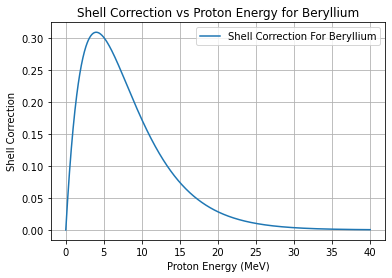 Shell Correction vs Proton Energy for Beryllium
Shell Correction For Beryllium
Shell Correction
0.30
0.25
0.20
0.15
0.10
0.05
0.00
0 5 10 15 20 25 30 35 40
Proton Energy (MeV)